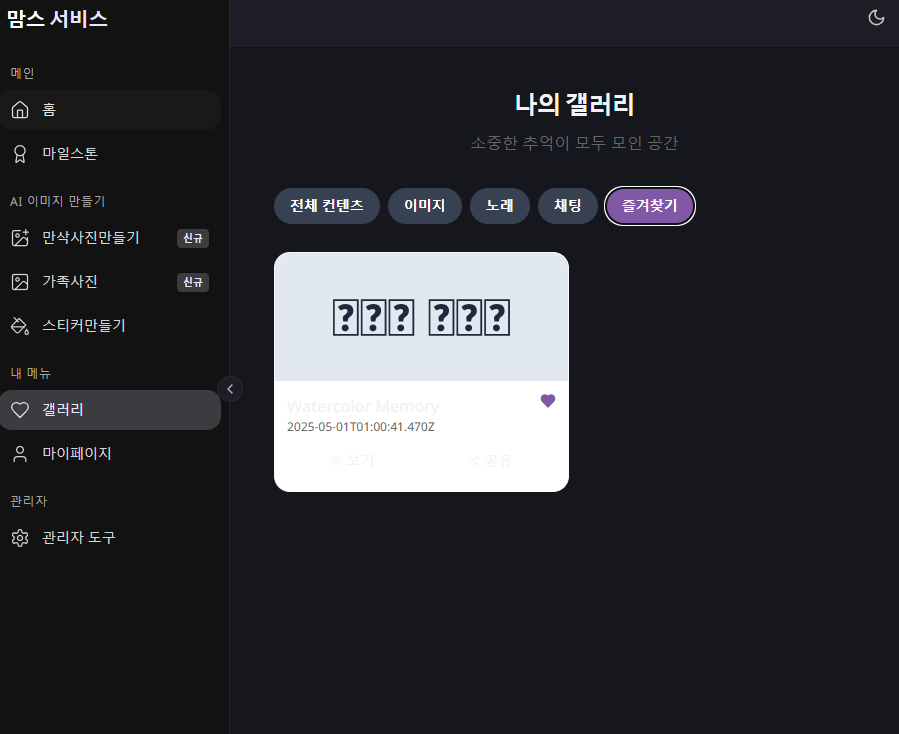 맘스 서비스
메인
홈
마일스톤
AI 이미지 만들기
만삭사진만들기 신규
가족사진 신규
스티커만들기
내 메뉴
갤러리
마이페이지
관리자
관리자 도구
나의 갤러리
소중한 추억이 모두 모인 공간
전체 컨텐츠 이미지 노래 채팅 즐겨찾기
Watercolor Memory
2025-05-01T01:00:41.470Z
보기 공유